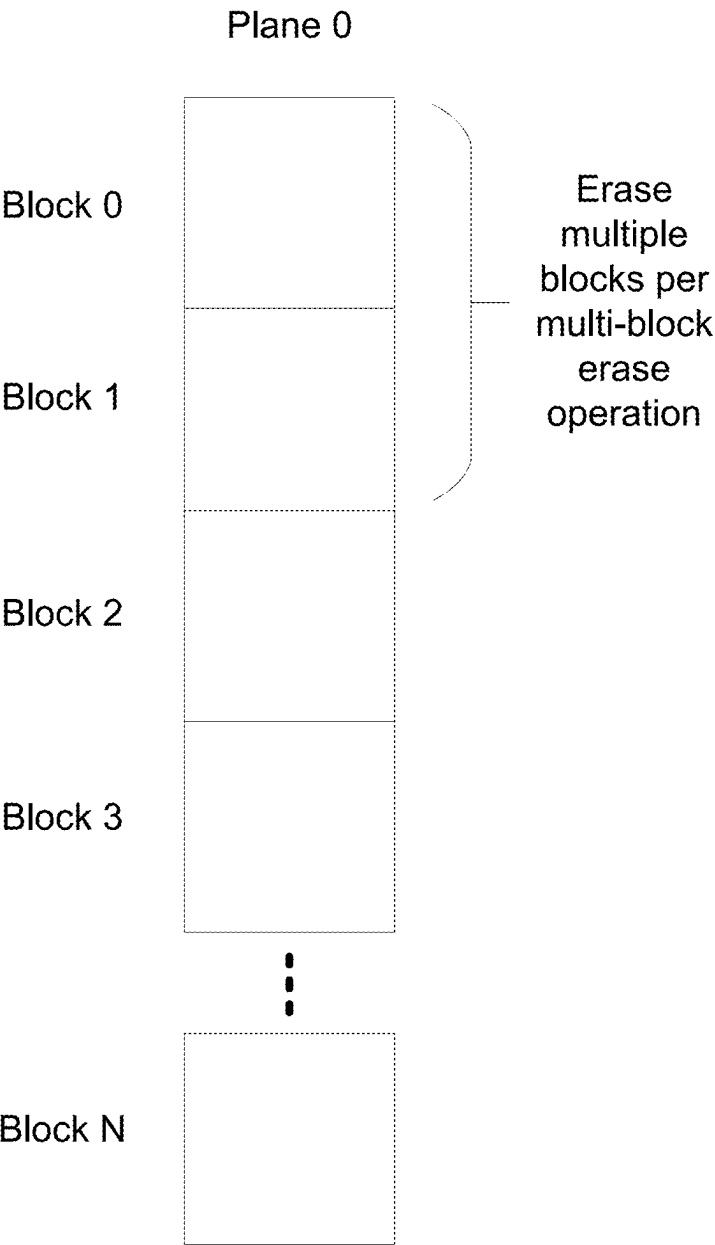 Plane 0
Block 0
Erase
multiple
blocks per
multi-block
erase
operation
Block 1
Block 2
Block 3
Block N